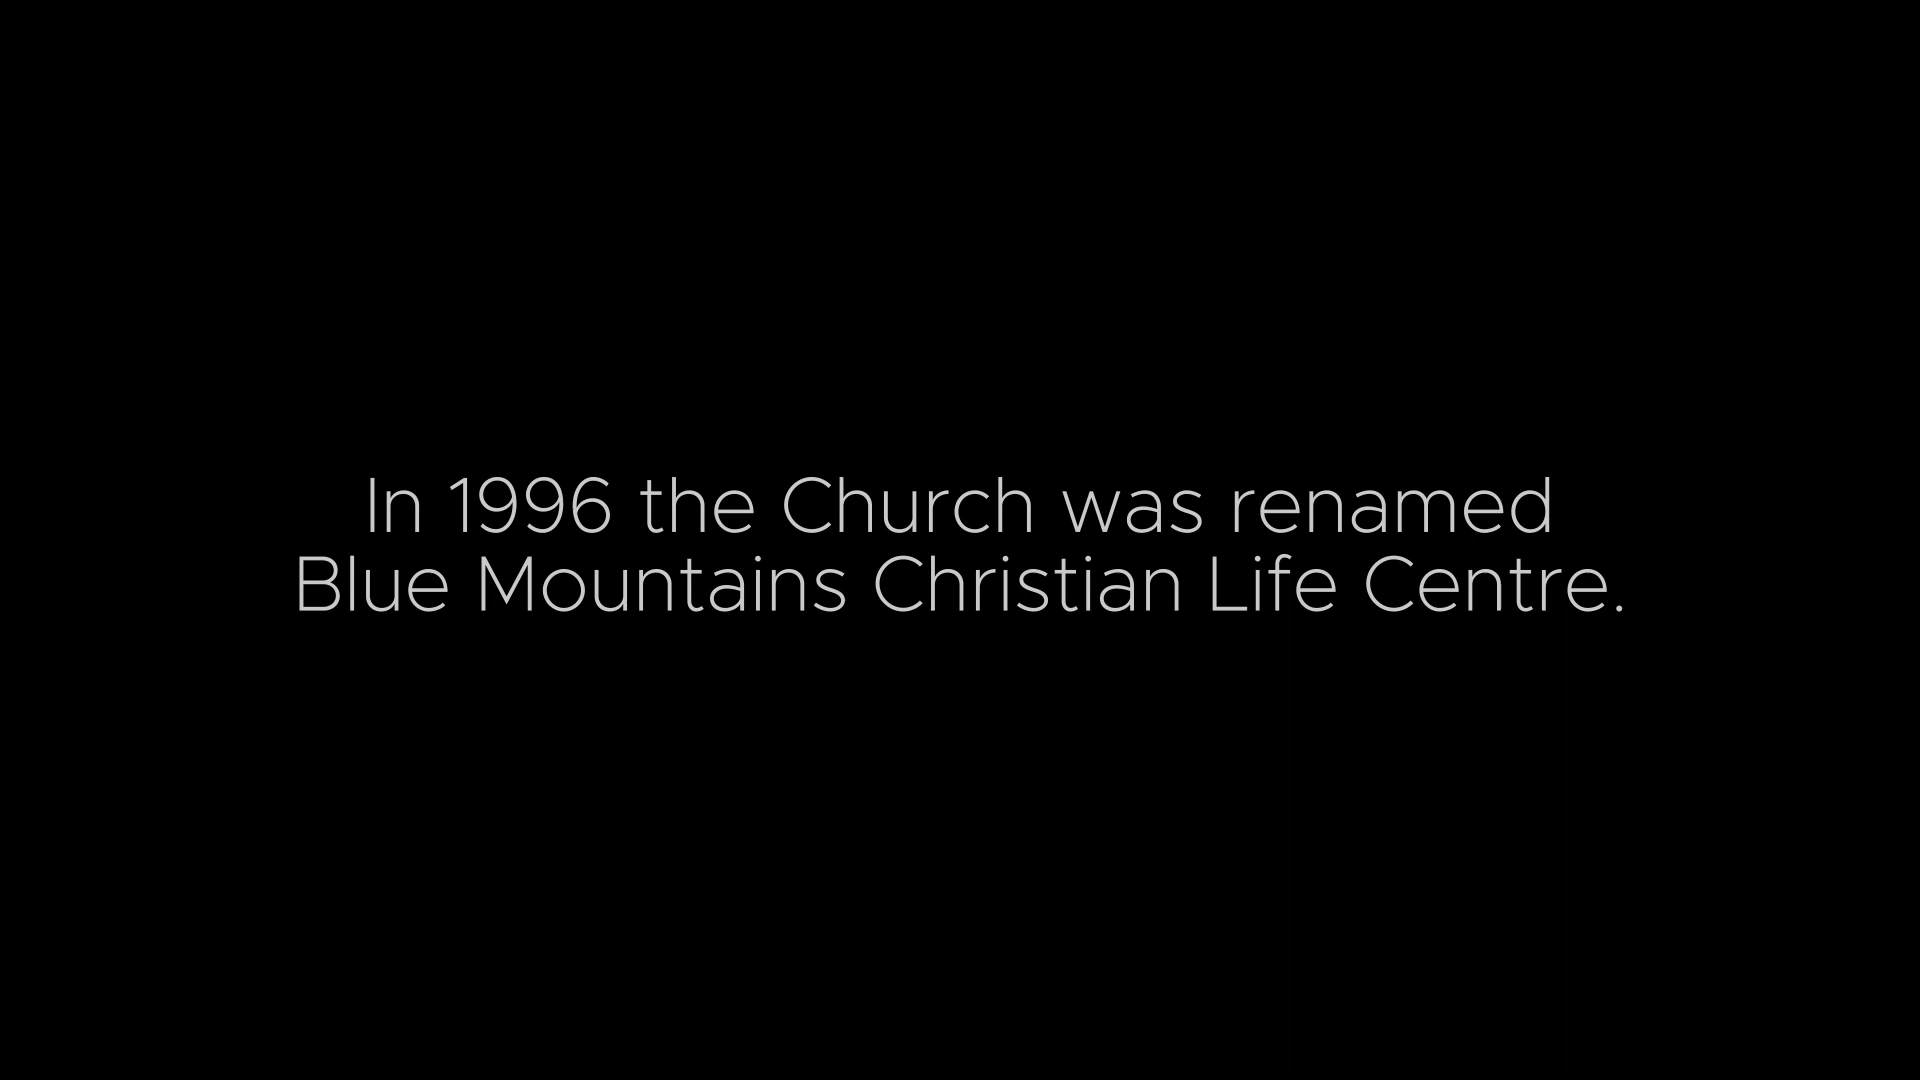 In 1996 the Church was renamed
Blue Mountains Christian Life Centre.